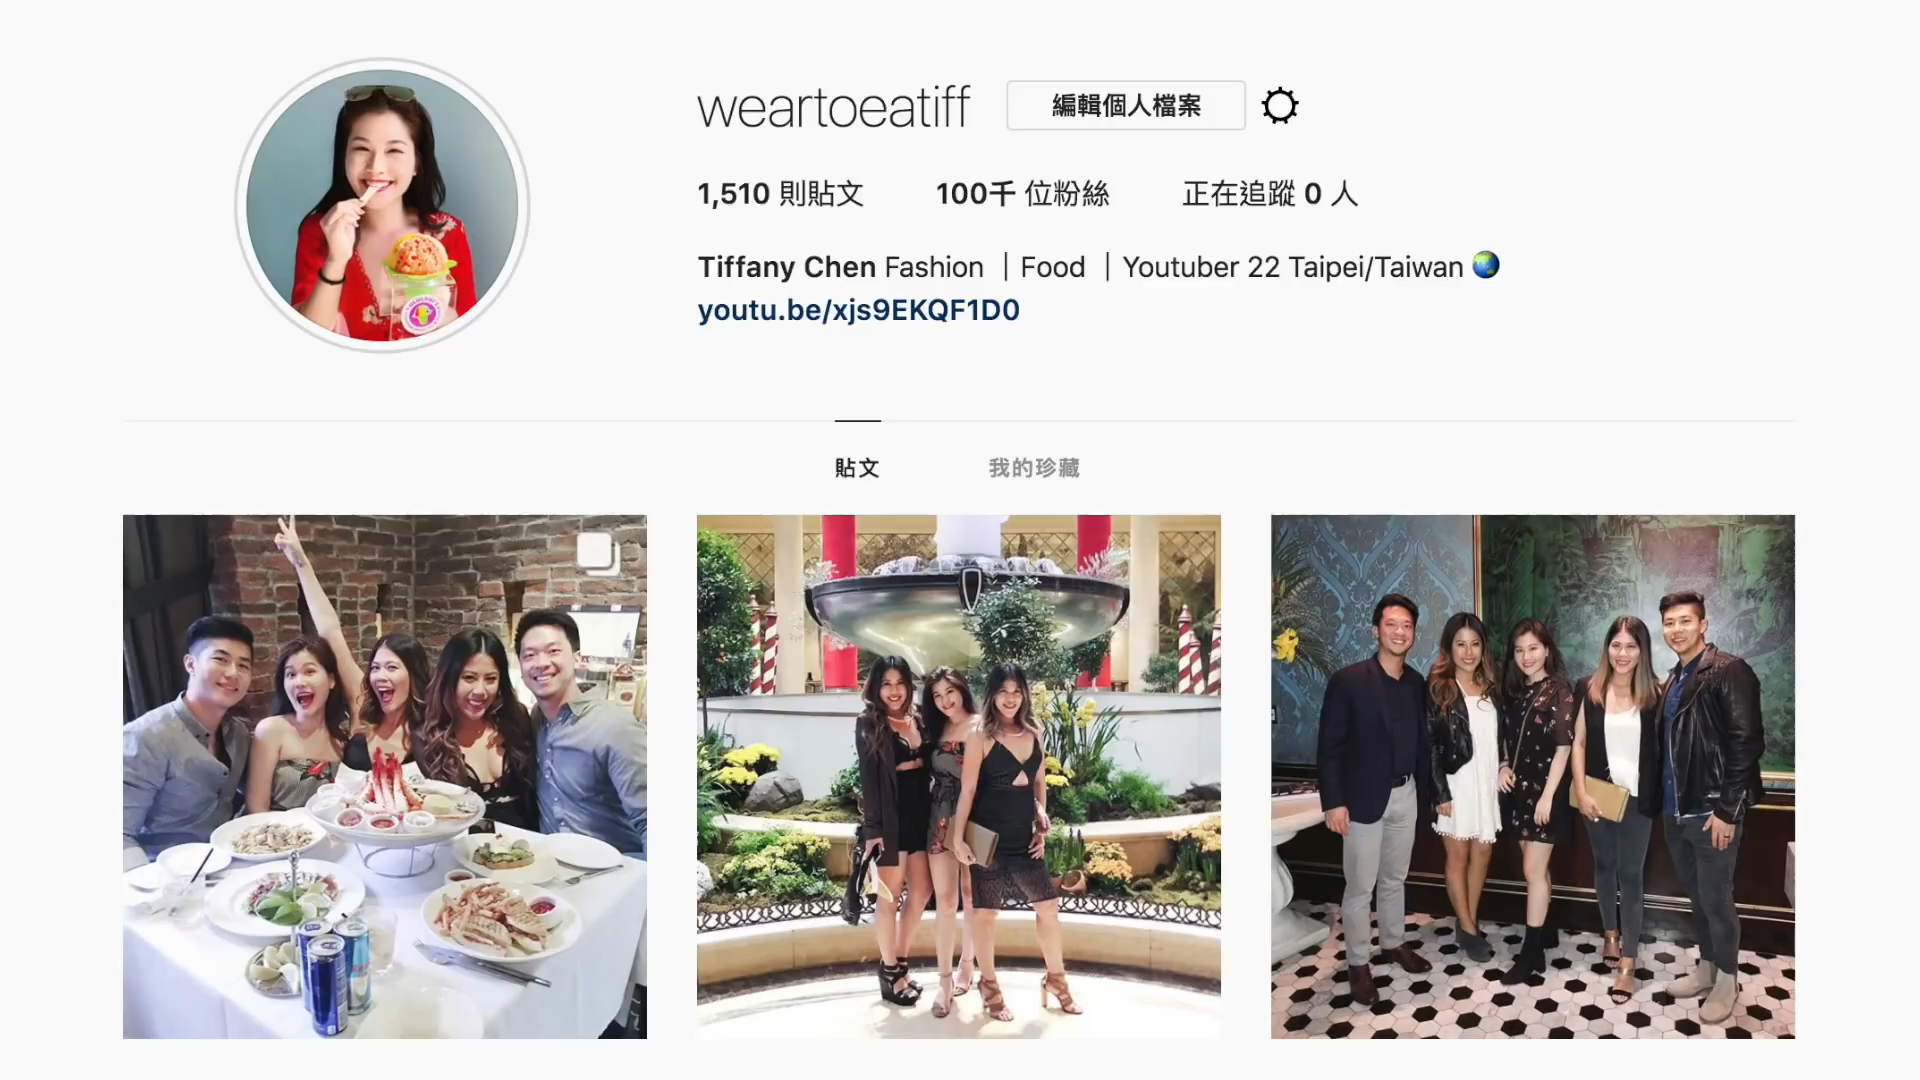 weartoeatiff 編輯個人檔案
1,510 則貼文 100千 位粉絲 正在追蹤 0 人
Tiffany Chen Fashion ｜Food ｜Youtuber 22 Taipei/Taiwan 🌏
youtu.be/xjs9EKQF1D0
貼文 我的珍藏